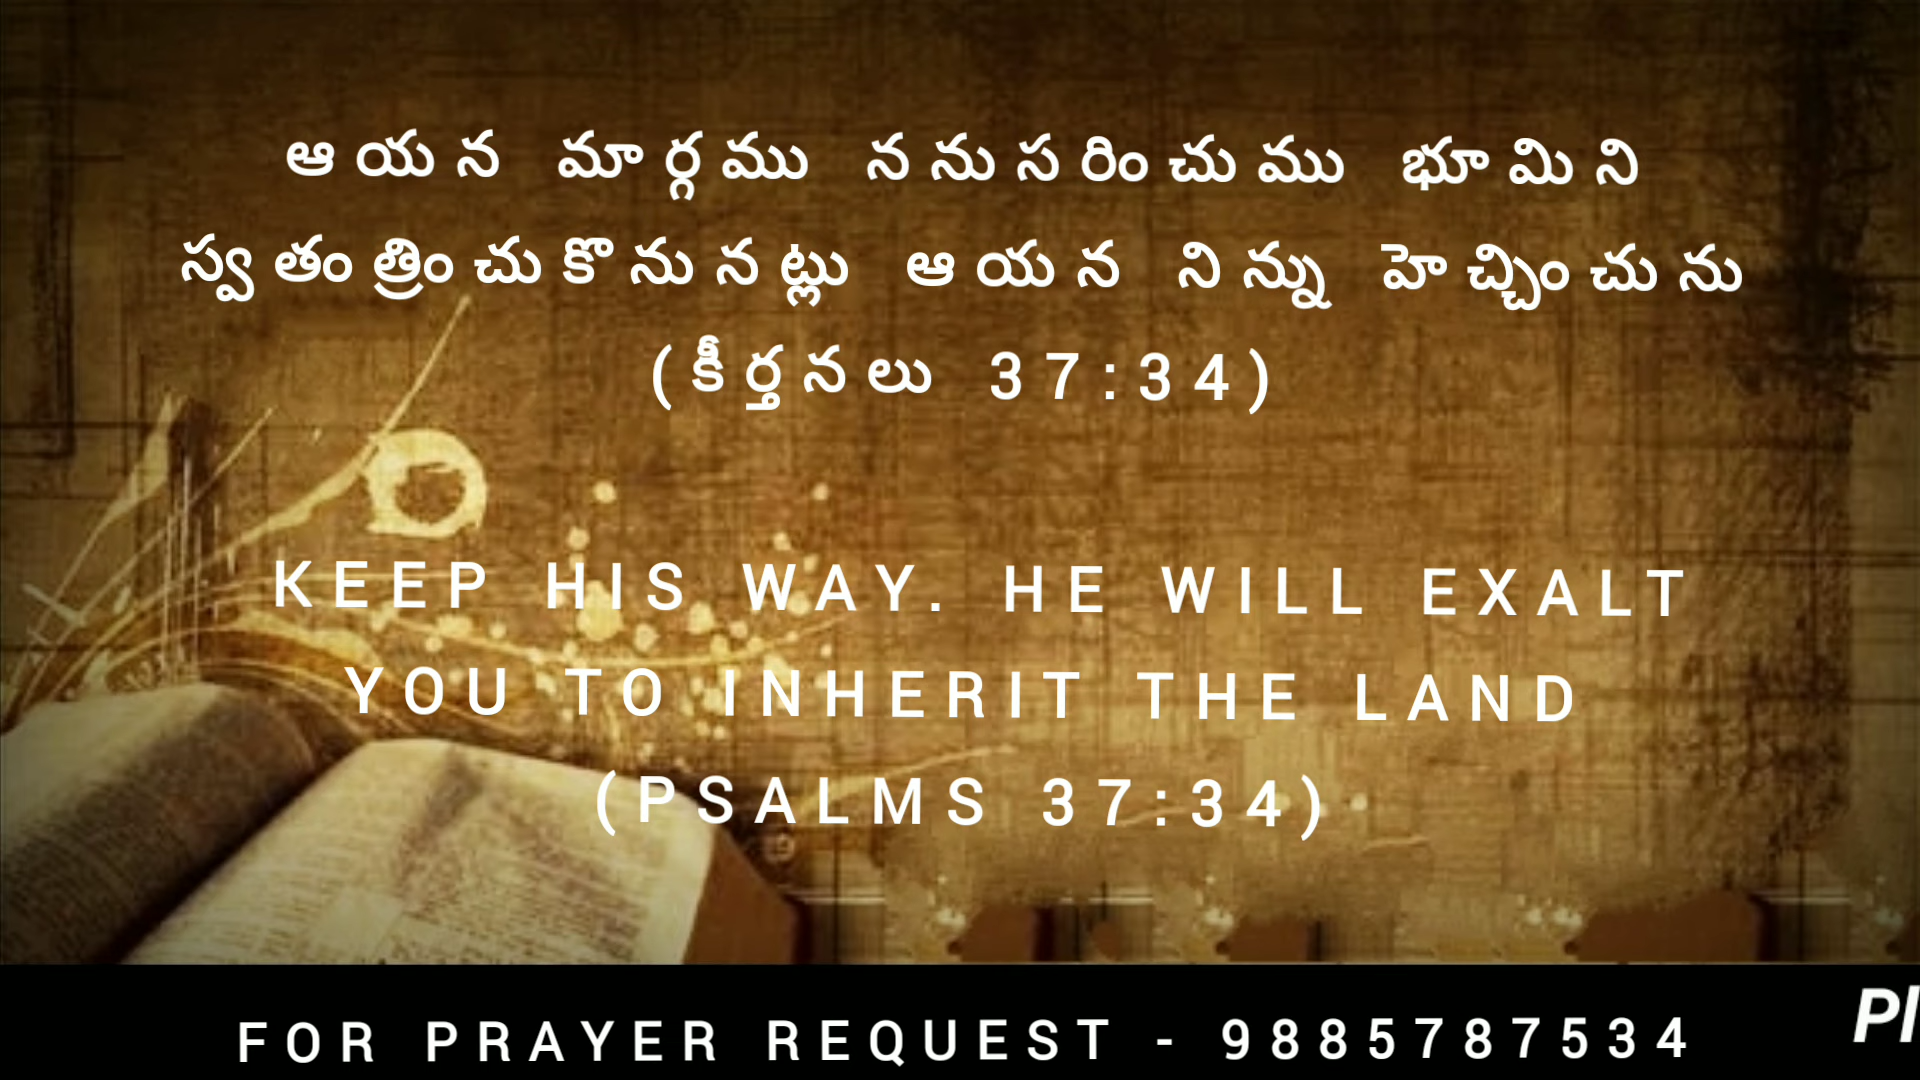 ఆయన మార్గము ననుసరించుము భూమిని
స్వతంత్రించుకొనునట్లు ఆయన నిన్ను హెచ్చించును
(కీర్తనలు 37:34)
KEEP HIS WAY. HE WILL EXALT
YOU TO INHERIT THE LAND
(PSALMS 37:34)
FOR PRAYER REQUEST - 9885787534